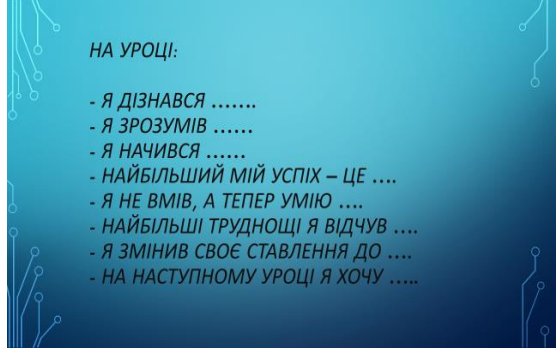 НА УРОЦІ:
- Я ДІЗНАВСЯ …….
- Я ЗРОЗУМІВ ……
- Я НАЧИВСЯ ……
- НАЙБІЛЬШИЙ МІЙ УСПІХ – ЦЕ ….
- Я НЕ ВМІВ, А ТЕПЕР УМІЮ ….
- НАЙБІЛЬШІ ТРУДНОЩІ Я ВІДЧУВ ….
- Я ЗМІНИВ СВОЄ СТАВЛЕННЯ ДО ….
- НА НАСТУПНОМУ УРОЦІ Я ХОЧУ …..